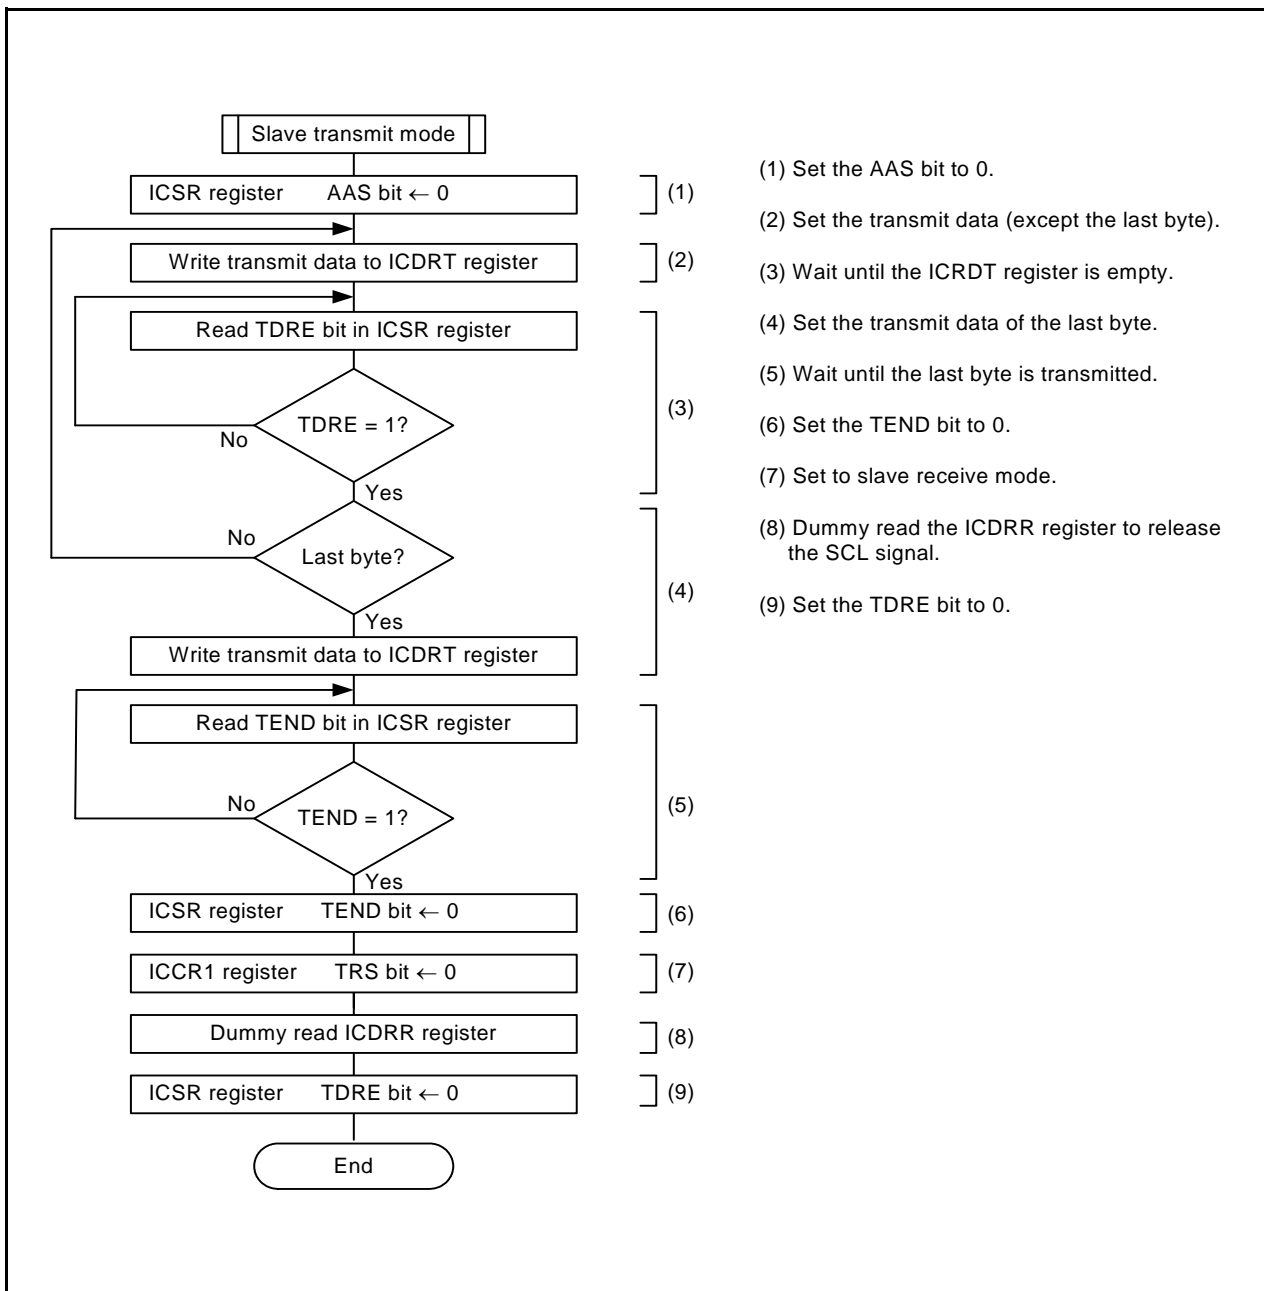 Slave transmit mode
ICSR register AAS bit ← 0
(1)
Write transmit data to ICDRT register
(2)
Read TDRE bit in ICSR register
TDRE = 1?
No
(3)
Yes
No
Last byte?
(4)
Yes
Write transmit data to ICDRT register
Read TEND bit in ICSR register
No
TEND = 1?
(5)
Yes
ICSR register TEND bit ← 0
(6)
ICCR1 register TRS bit ← 0
(7)
Dummy read ICDRR register
(8)
ICSR register TDRE bit ← 0
(9)
End
(1) Set the AAS bit to 0.
(2) Set the transmit data (except the last byte).
(3) Wait until the ICRDT register is empty.
(4) Set the transmit data of the last byte.
(5) Wait until the last byte is transmitted.
(6) Set the TEND bit to 0.
(7) Set to slave receive mode.
(8) Dummy read the ICDRR register to release
the SCL signal.
(9) Set the TDRE bit to 0.